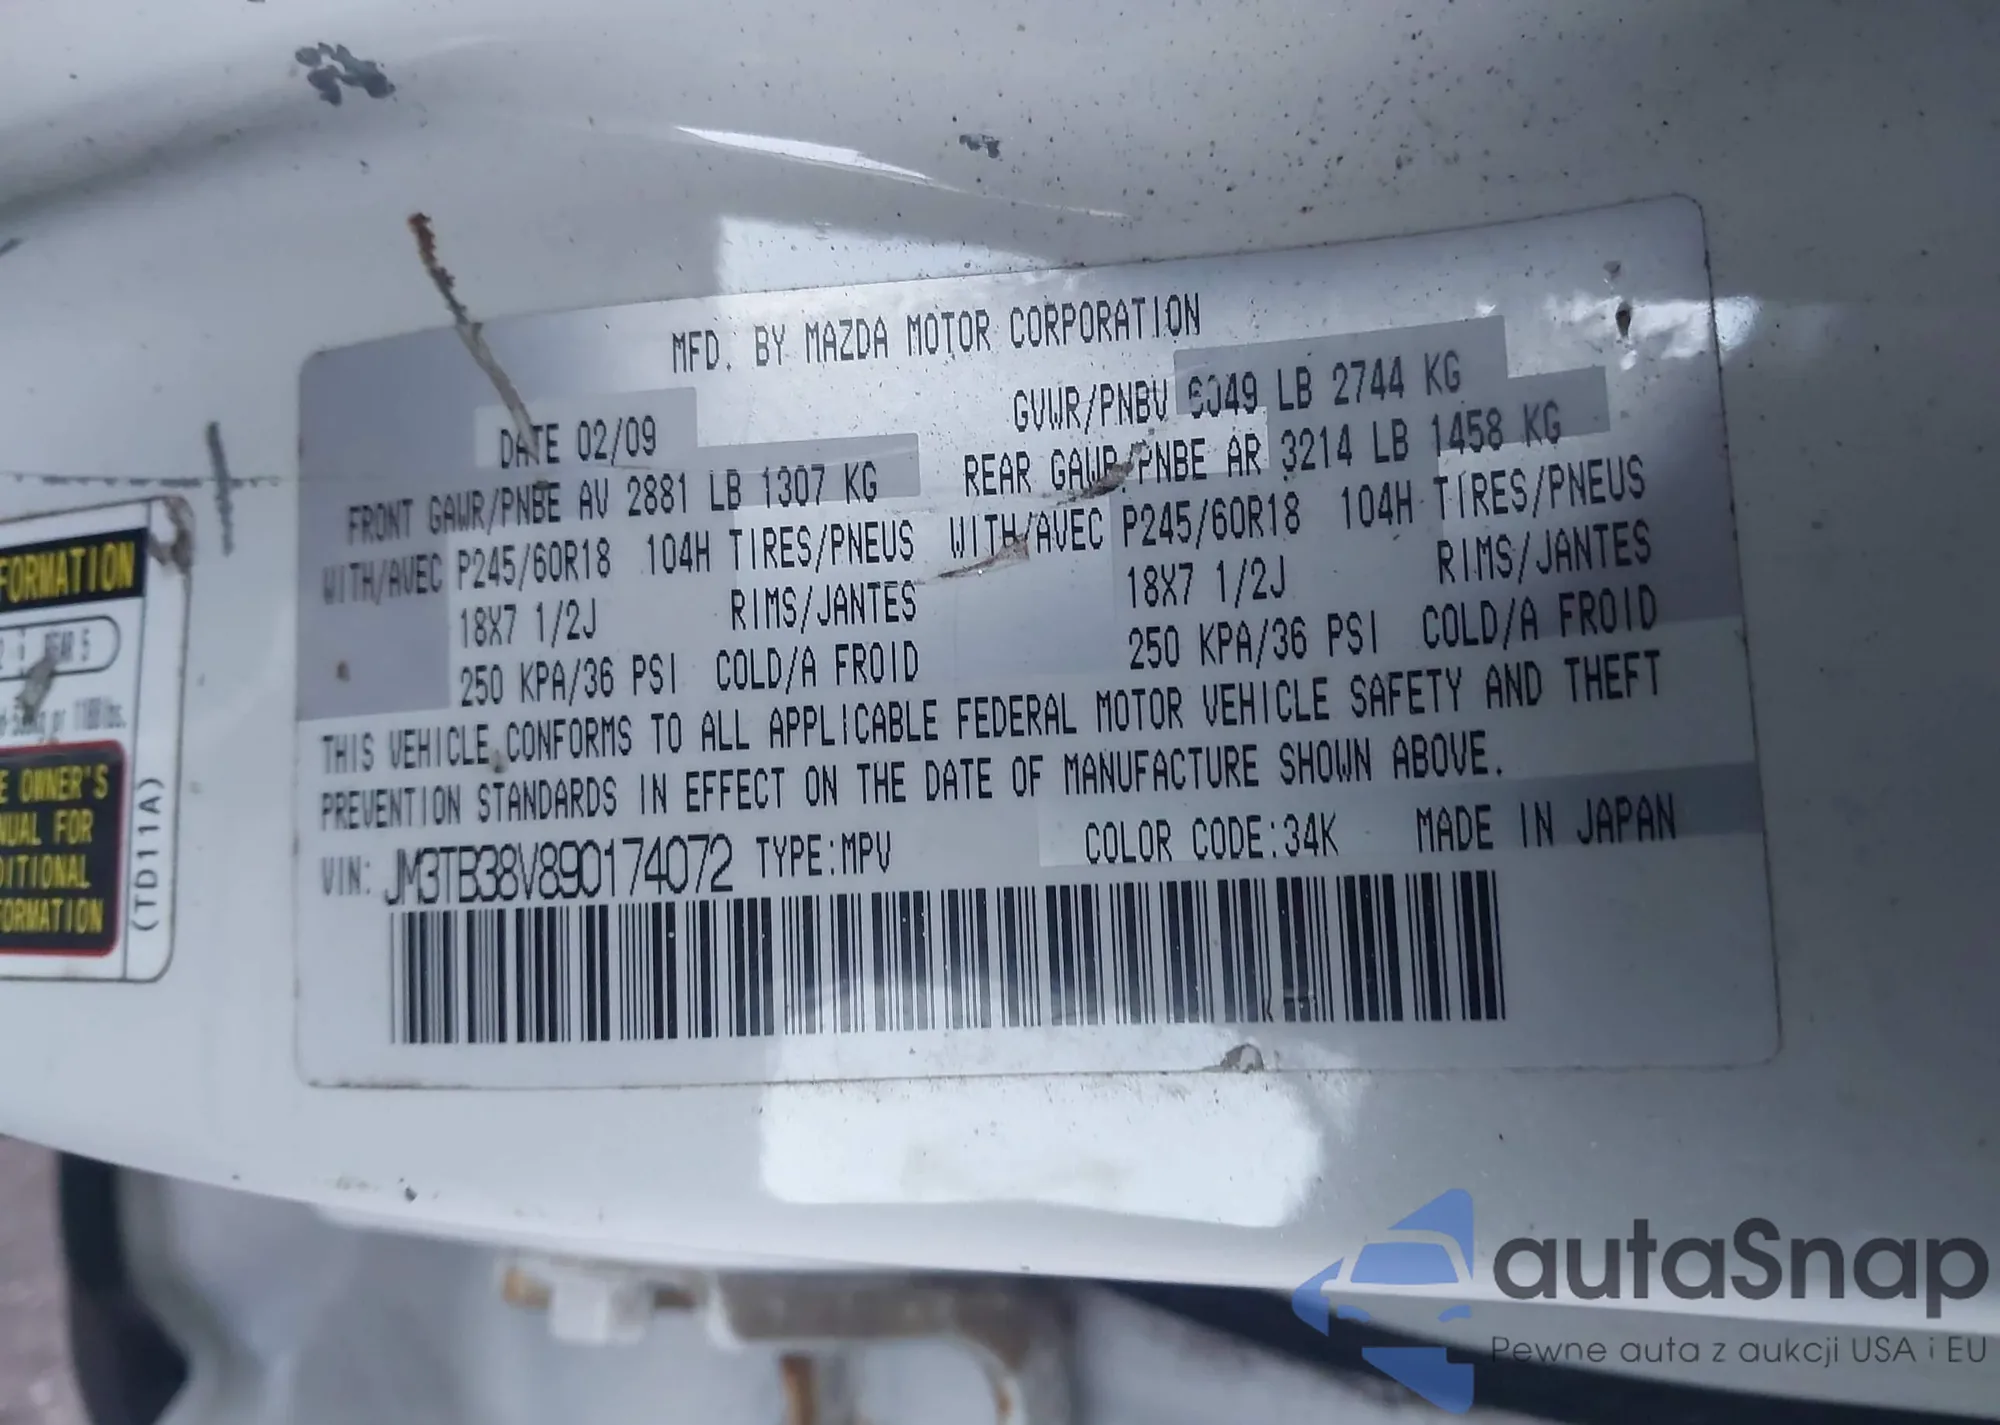 MFD. BY MAZDA MOTOR CORPORATION
DATE 02/09
GVWR/PNBV 6049 LB 2744 KG
FRONT GAWR/PNBE AV 2881 LB 1307 KG
REAR GAWR/PNBE AR 3214 LB 1458 KG
WITH/AVEC P245/60R18 104H TIRES/PNEUS
WITH/AVEC P245/60R18 104H TIRES/PNEUS
18X7 1/2J RIMS/JANTES
18X7 1/2J RIMS/JANTES
250 KPA/36 PSI COLD/A FROID
250 KPA/36 PSI COLD/A FROID
THIS VEHICLE CONFORMS TO ALL APPLICABLE FEDERAL MOTOR VEHICLE SAFETY AND THEFT
PREVENTION STANDARDS IN EFFECT ON THE DATE OF MANUFACTURE SHOWN ABOVE.
VIN: JM3TB38V890174072 TYPE:MPV COLOR CODE:34K MADE IN JAPAN
FORMATION
REAR 5
OWNER'S
FOR
ORMATION
(TD11A)
autaSnap
Pewne auta z aukcji USA i EU